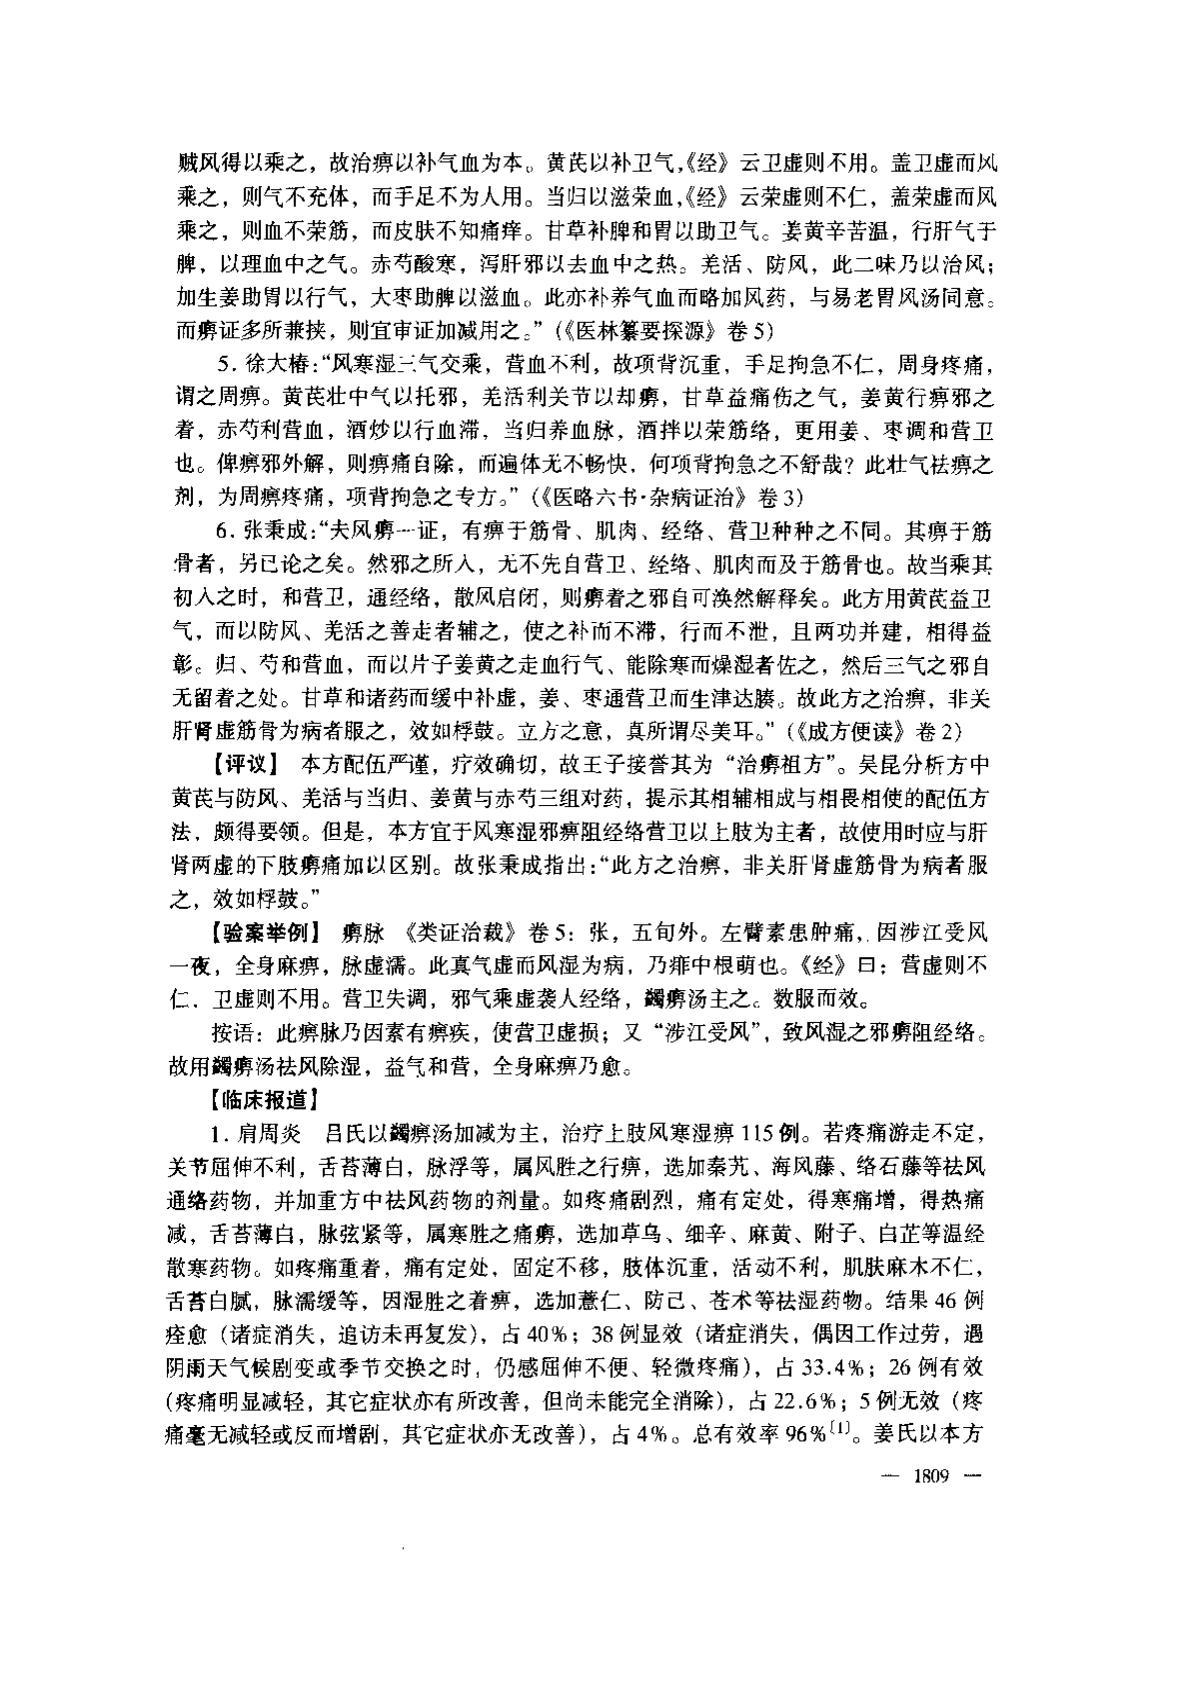 贼风得以乘之，故治痹以补气血为本。黄芪以补卫气，《经》云卫虚则不用。盖卫虚而风
乘之，则气不充体，而手足不为人用。当归以滋荣血，《经》云荣虚则不仁，盖荣虚而风
乘之，则血不荣筋，而皮肤不知痛痒。甘草补脾和胃以助卫气。姜黄辛苦温，行肝气于
脾，以理血中之气。赤芍酸寒，泻肝邪以去血中之热。羌活、防风，此二味乃以治风；
加生姜助胃以行气，大枣助脾以滋血。此亦补养气血而略加风药，与易老胃风汤同意。
而痹证多所兼挟，则宜审证加减用之。”（《医林纂要探源》卷5）
5．徐大椿：“风寒湿三气交乘，营血不利，故项背沉重，手足拘急不仁，周身疼痛，
谓之周痹。黄芪壮中气以托邪，羌活利关节以却痹，甘草益痛伤之气，姜黄行痹邪之
着，赤芍利营血，酒炒以行血滞，当归养血脉，酒拌以荣筋络，更用姜、枣调和营卫
也。俾痹邪外解，则痹痛自除，而遍体无不畅快，何项背拘急之不舒哉？此壮气祛痹之
剂，为周痹疼痛，项背拘急之专方。”（《医略六书·杂病证治》卷3）
6．张秉成：“夫风痹一证，有痹于筋骨、肌肉、经络、营卫种种之不同。其痹于筋
骨者，另已论之矣。然邪之所入，无不先自营卫、经络、肌肉而及于筋骨也。故当乘其
初入之时，和营卫，通经络，散风启闭，则痹着之邪自可涣然解释矣。此方用黄芪益卫
气，而以防风、羌活之善走者辅之，使之补而不滞，行而不泄，且两功并建，相得益
彰。归、芍和营血，而以片子姜黄之走血行气、能除寒而燥湿者佐之，然后三气之邪自
无留着之处。甘草和诸药而缓中补虚，姜、枣通营卫而生津达腠。故此方之治痹，非关
肝肾虚筋骨为病者服之，效如桴鼓。立方之意，真所谓尽美耳。”（《成方便读》卷2）
【评议】 本方配伍严谨，疗效确切，故王子接誉其为“治痹祖方”。吴昆分析方中
黄芪与防风、羌活与当归、姜黄与赤芍三组对药，提示其相辅相成与相畏相使的配伍方
法，颇得要领。但是，本方宜于风寒湿邪痹阻经络营卫以上肢为主者，故使用时应与肝
肾两虚的下肢痹痛加以区别。故张秉成指出：“此方之治痹，非关肝肾虚筋骨为病者服
之，效如桴鼓。”
【验案举例】 痹脉 《类证治裁》卷5：张，五旬外。左臂素患肿痛，因涉江受风
一夜，全身麻痹，脉虚濡。此真气虚而风湿为病，乃痱中根萌也。《经》曰：营虚则不
仁，卫虚则不用。营卫失调，邪气乘虚袭人经络，蠲痹汤主之。数服而效。
按语：此痹脉乃因素有痹疾，使营卫虚损；又“涉江受风”，致风湿之邪痹阻经络。
故用蠲痹汤祛风除湿，益气和营，全身麻痹乃愈。
【临床报道】
1．肩周炎 吕氏以蠲痹汤加减为主，治疗上肢风寒湿痹115例。若疼痛游走不定，
关节屈伸不利，舌苔薄白，脉浮等，属风胜之行痹，选加秦艽、海风藤、络石藤等祛风
通络药物，并加重方中祛风药物的剂量。如疼痛剧烈，痛有定处，得寒痛增，得热痛
减，舌苔薄白，脉弦紧等，属寒胜之痛痹，选加草乌、细辛、麻黄、附子、白芷等温经
散寒药物。如疼痛重着，痛有定处，固定不移，肢体沉重，活动不利，肌肤麻木不仁，
舌苔白腻，脉濡缓等，因湿胜之着痹，选加薏仁、防己、苍术等祛湿药物。结果46例
痊愈（诸症消失，追访未再复发），占40%；38例显效（诸症消失，偶因工作过劳，遇
阴雨天气候剧变或季节交换之时，仍感屈伸不便、轻微疼痛），占33.4%；26例有效
（疼痛明显减轻，其它症状亦有所改善，但尚未能完全消除），占22.6%；5例无效（疼
痛毫无减轻或反而增剧，其它症状亦无改善），占4%。总有效率96%〔1〕。姜氏以本方
— 1809 —